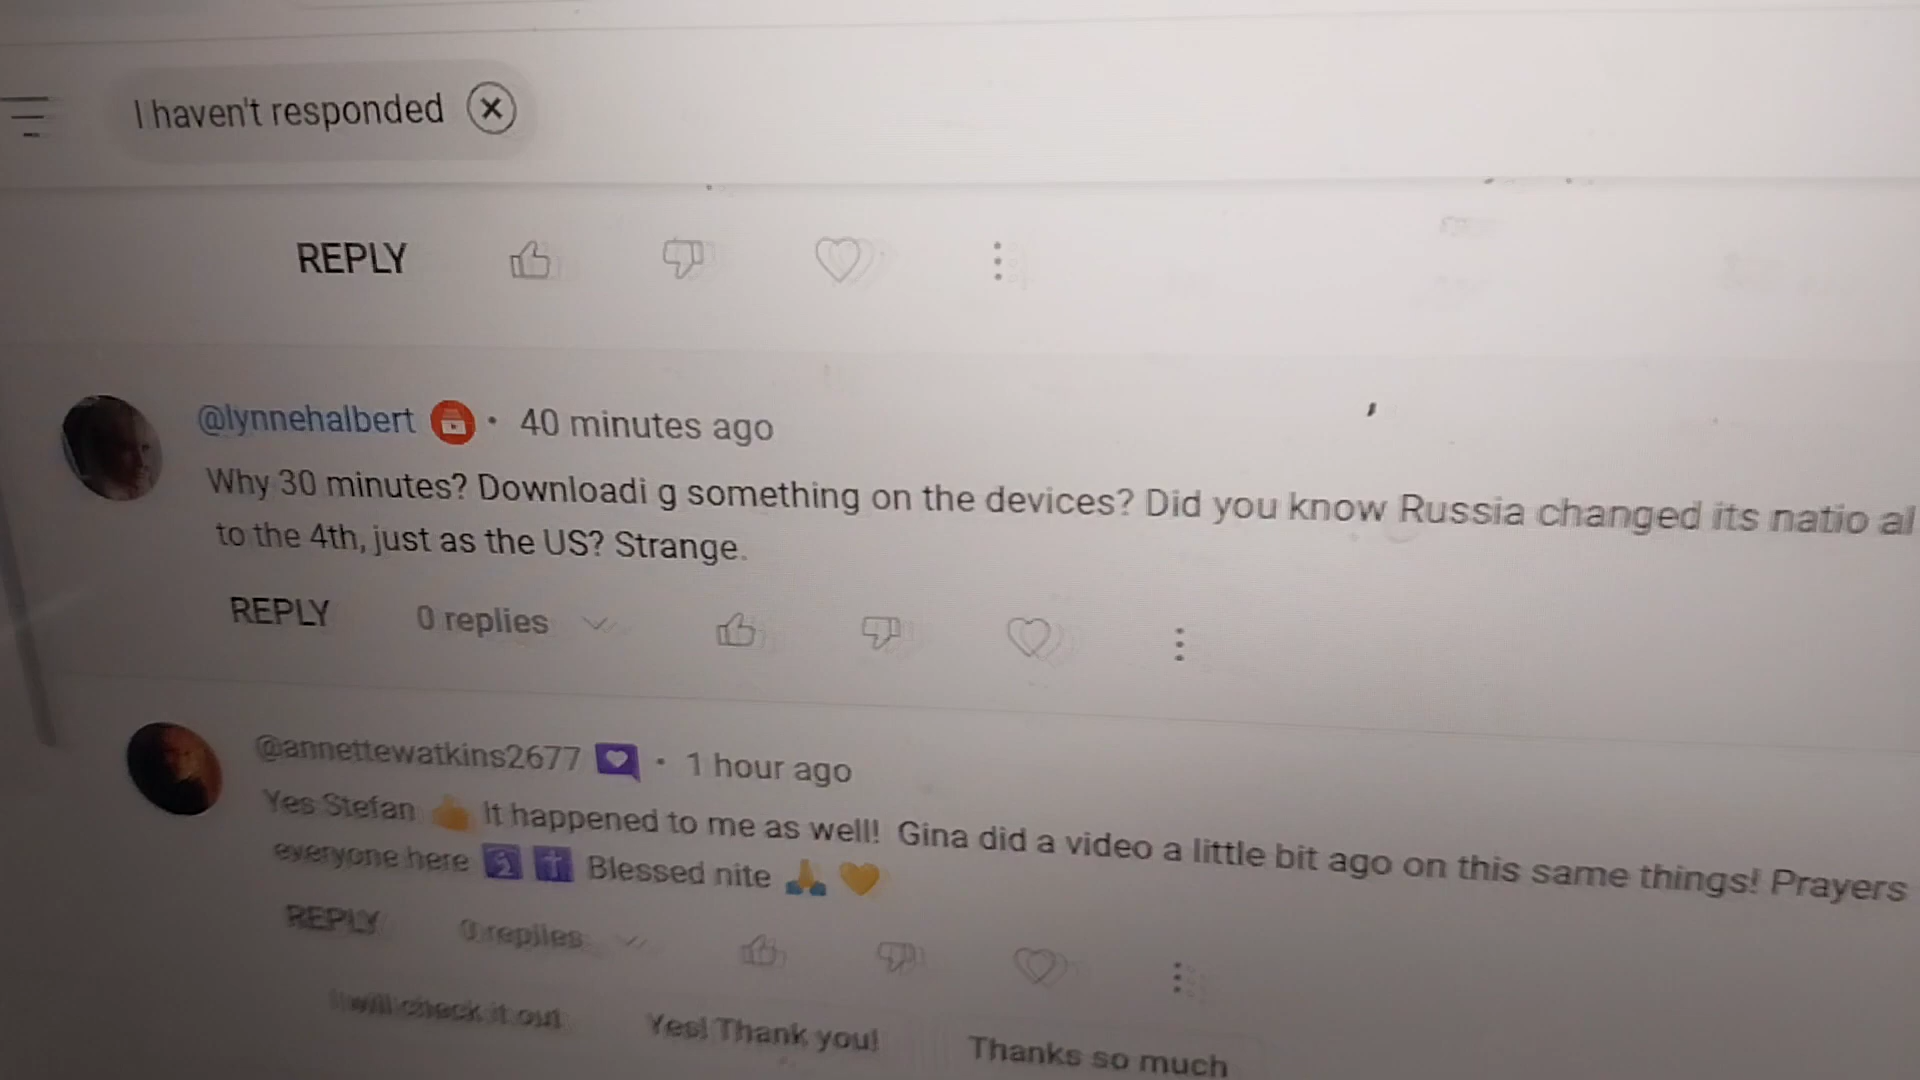 I haven't responded
REPLY
@lynnehalbert • 40 minutes ago
Why 30 minutes? Downloadi g something on the devices? Did you know Russia changed its natio al
to the 4th, just as the US? Strange.
REPLY 0 replies
@annettewatkins2677 • 1 hour ago
Yes Stefan 👍 It happened to me as well! Gina did a video a little bit ago on this same things! Prayers
everyone here 🛐 ✝️ Blessed nite 🙏 💛
REPLY 0 replies
I will check it out Yes! Thank you! Thanks so much